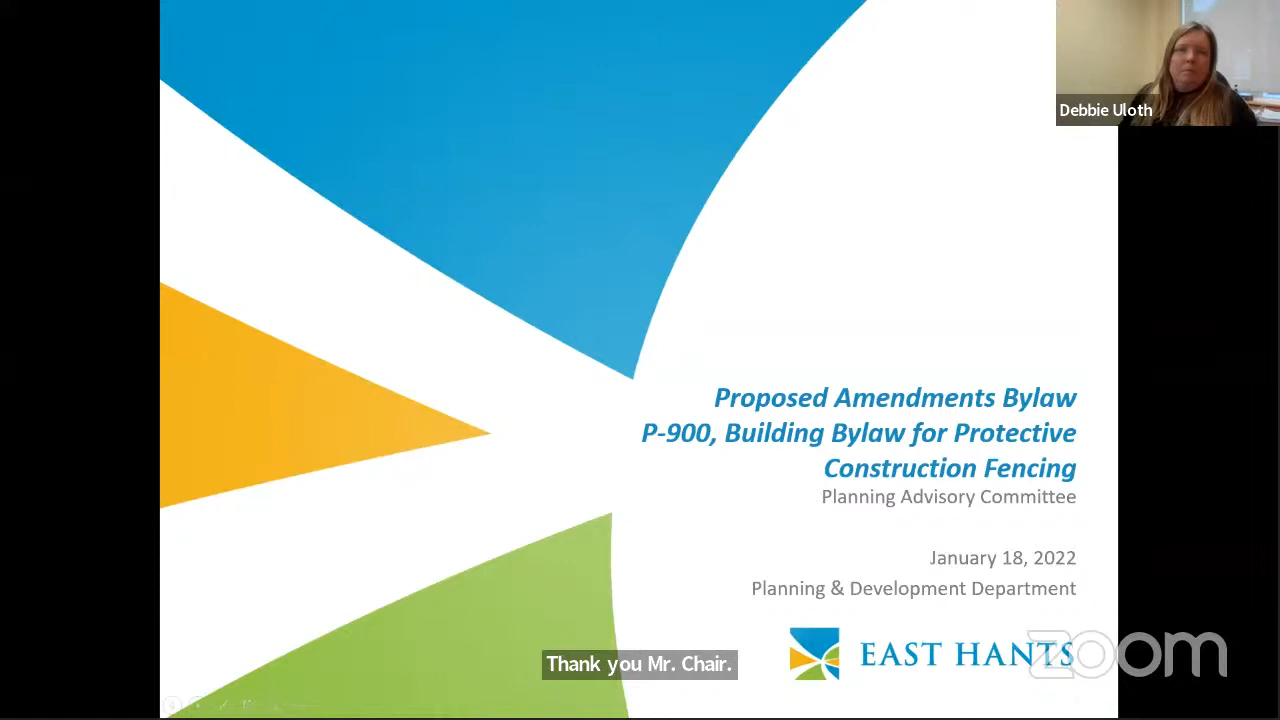 Debbie Uloth
Proposed Amendments Bylaw
P-900, Building Bylaw for Protective
Construction Fencing
Planning Advisory Committee
January 18, 2022
Planning & Development Department
EAST HANTS
zoom
Thank you Mr. Chair.